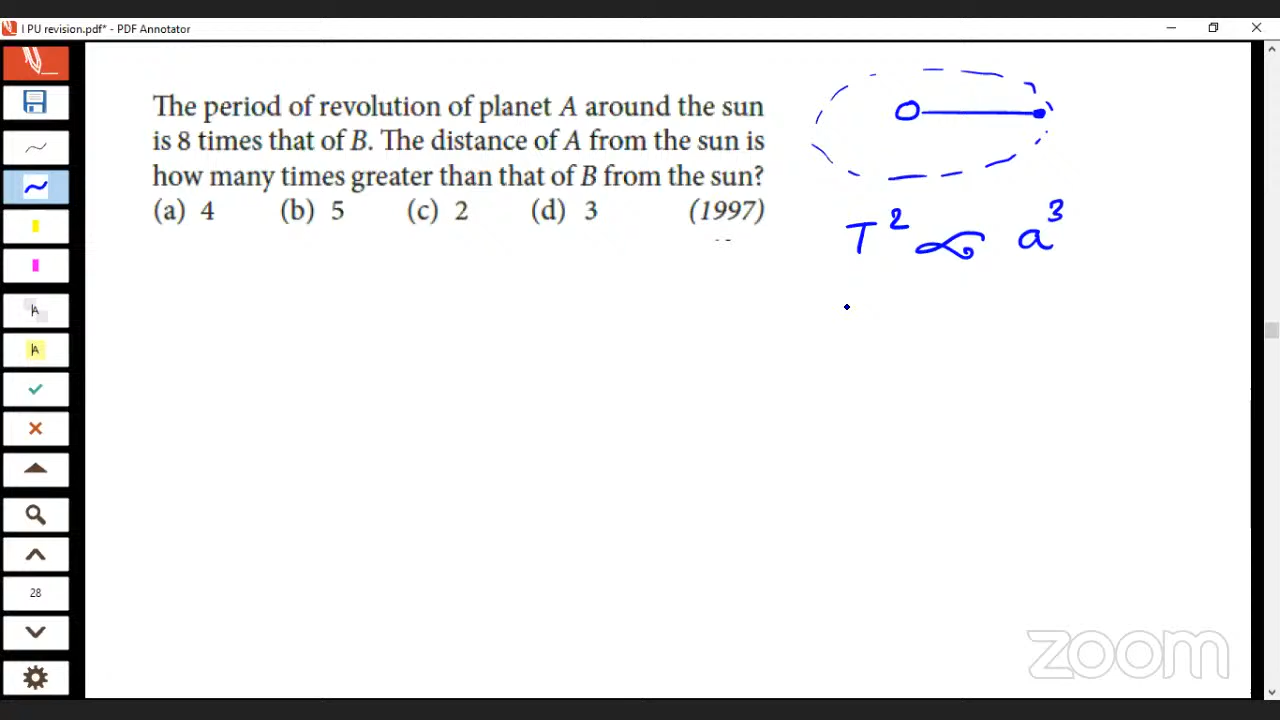 I PU revision.pdf* - PDF Annotator
The period of revolution of planet A around the sun
is 8 times that of B. The distance of A from the sun is
how many times greater than that of B from the sun?
(a) 4 (b) 5 (c) 2 (d) 3 (1997)
T² ∝ a³
A
A
28
zoom